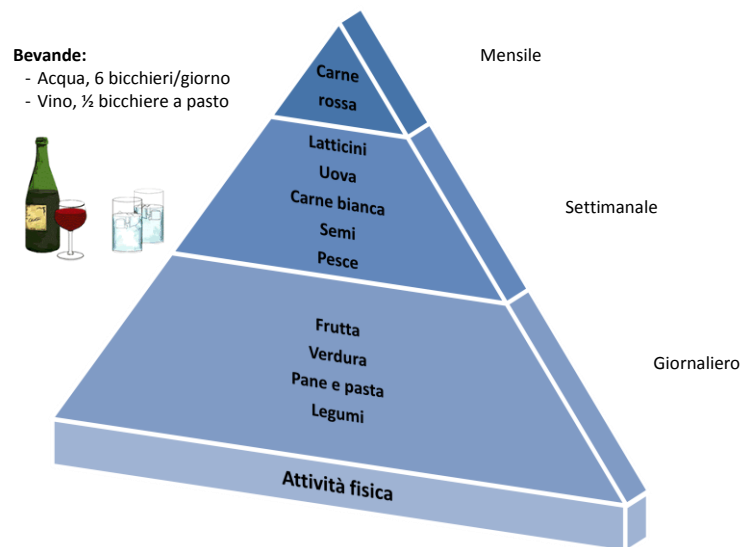 Bevande:
- Acqua, 6 bicchieri/giorno
- Vino, ½ bicchiere a pasto
Mensile
Carne
rossa
Latticini
Uova
Carne bianca
Semi
Pesce
Settimanale
Frutta
Verdura
Pane e pasta
Legumi
Giornaliero
Attività fisica